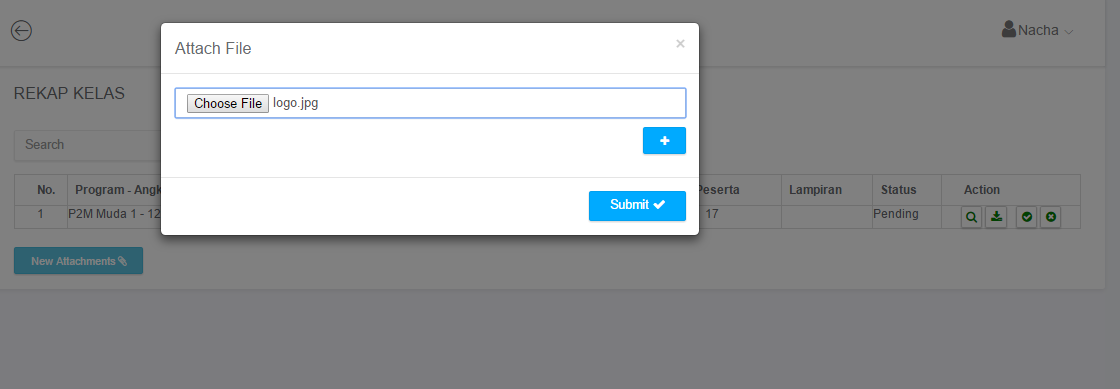 Attach File ×
Nacha
REKAP KELAS
Choose File logo.jpg
Search
+
No. Program - Angk Peserta Lampiran Status Action
1 P2M Muda 1 - 12 17 Pending
Submit
New Attachments